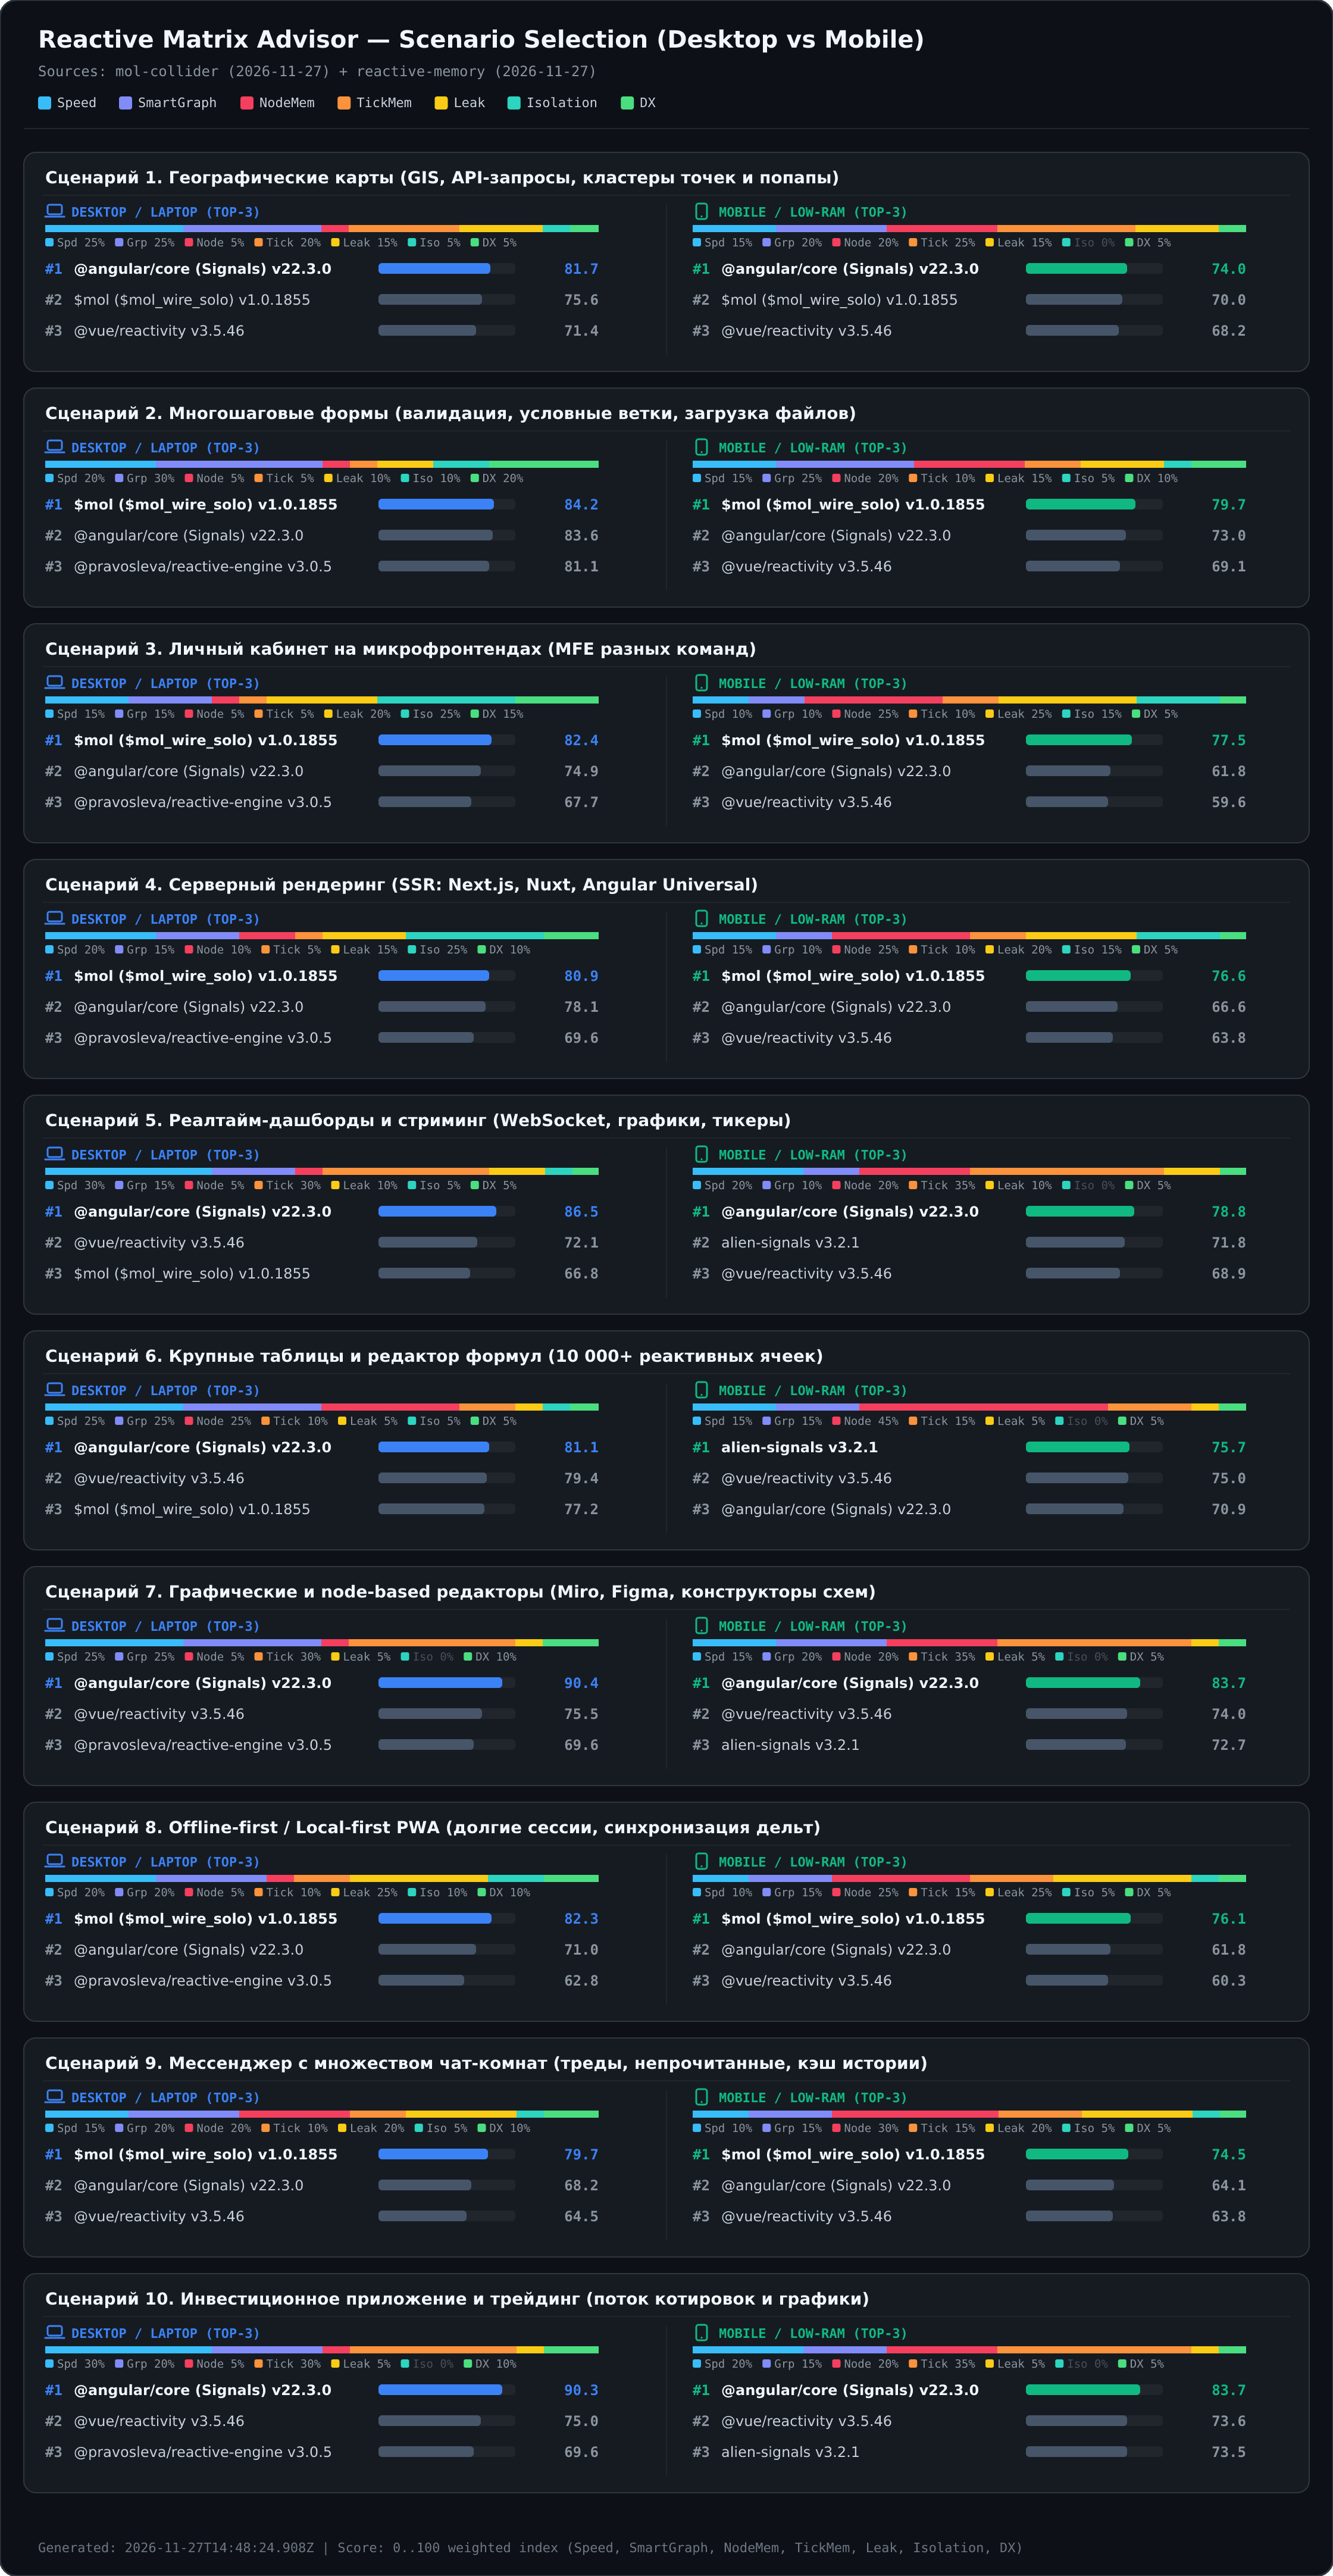 Reactive Matrix Advisor — Scenario Selection (Desktop vs Mobile)
Sources: mol-collider (2026-11-27) + reactive-memory (2026-11-27)
Speed SmartGraph NodeMem TickMem Leak Isolation DX
Сценарий 1. Географические карты (GIS, API-запросы, кластеры точек и попапы)
DESKTOP / LAPTOP (TOP-3)
Spd 25% Grp 25% Node 5% Tick 20% Leak 15% Iso 5% DX 5%
#1 @angular/core (Signals) v22.3.0 81.7
#2 $mol ($mol_wire_solo) v1.0.1855 75.6
#3 @vue/reactivity v3.5.46 71.4
MOBILE / LOW-RAM (TOP-3)
Spd 15% Grp 20% Node 20% Tick 25% Leak 15% Iso 0% DX 5%
#1 @angular/core (Signals) v22.3.0 74.0
#2 $mol ($mol_wire_solo) v1.0.1855 70.0
#3 @vue/reactivity v3.5.46 68.2
Сценарий 2. Многошаговые формы (валидация, условные ветки, загрузка файлов)
DESKTOP / LAPTOP (TOP-3)
Spd 20% Grp 30% Node 5% Tick 5% Leak 10% Iso 10% DX 20%
#1 $mol ($mol_wire_solo) v1.0.1855 84.2
#2 @angular/core (Signals) v22.3.0 83.6
#3 @pravosleva/reactive-engine v3.0.5 81.1
MOBILE / LOW-RAM (TOP-3)
Spd 15% Grp 25% Node 20% Tick 10% Leak 15% Iso 5% DX 10%
#1 $mol ($mol_wire_solo) v1.0.1855 79.7
#2 @angular/core (Signals) v22.3.0 73.0
#3 @vue/reactivity v3.5.46 69.1
Сценарий 3. Личный кабинет на микрофронтендах (MFE разных команд)
DESKTOP / LAPTOP (TOP-3)
Spd 15% Grp 15% Node 5% Tick 5% Leak 20% Iso 25% DX 15%
#1 $mol ($mol_wire_solo) v1.0.1855 82.4
#2 @angular/core (Signals) v22.3.0 74.9
#3 @pravosleva/reactive-engine v3.0.5 67.7
MOBILE / LOW-RAM (TOP-3)
Spd 10% Grp 10% Node 25% Tick 10% Leak 25% Iso 15% DX 5%
#1 $mol ($mol_wire_solo) v1.0.1855 77.5
#2 @angular/core (Signals) v22.3.0 61.8
#3 @vue/reactivity v3.5.46 59.6
Сценарий 4. Серверный рендеринг (SSR: Next.js, Nuxt, Angular Universal)
DESKTOP / LAPTOP (TOP-3)
Spd 20% Grp 15% Node 10% Tick 5% Leak 15% Iso 25% DX 10%
#1 $mol ($mol_wire_solo) v1.0.1855 80.9
#2 @angular/core (Signals) v22.3.0 78.1
#3 @pravosleva/reactive-engine v3.0.5 69.6
MOBILE / LOW-RAM (TOP-3)
Spd 15% Grp 10% Node 25% Tick 10% Leak 20% Iso 15% DX 5%
#1 $mol ($mol_wire_solo) v1.0.1855 76.6
#2 @angular/core (Signals) v22.3.0 66.6
#3 @vue/reactivity v3.5.46 63.8
Сценарий 5. Реалтайм-дашборды и стриминг (WebSocket, графики, тикеры)
DESKTOP / LAPTOP (TOP-3)
Spd 30% Grp 15% Node 5% Tick 30% Leak 10% Iso 5% DX 5%
#1 @angular/core (Signals) v22.3.0 86.5
#2 @vue/reactivity v3.5.46 72.1
#3 $mol ($mol_wire_solo) v1.0.1855 66.8
MOBILE / LOW-RAM (TOP-3)
Spd 20% Grp 10% Node 20% Tick 35% Leak 10% Iso 0% DX 5%
#1 @angular/core (Signals) v22.3.0 78.8
#2 alien-signals v3.2.1 71.8
#3 @vue/reactivity v3.5.46 68.9
Сценарий 6. Крупные таблицы и редактор формул (10 000+ реактивных ячеек)
DESKTOP / LAPTOP (TOP-3)
Spd 25% Grp 25% Node 25% Tick 10% Leak 5% Iso 5% DX 5%
#1 @angular/core (Signals) v22.3.0 81.1
#2 @vue/reactivity v3.5.46 79.4
#3 $mol ($mol_wire_solo) v1.0.1855 77.2
MOBILE / LOW-RAM (TOP-3)
Spd 15% Grp 15% Node 45% Tick 15% Leak 5% Iso 0% DX 5%
#1 alien-signals v3.2.1 75.7
#2 @vue/reactivity v3.5.46 75.0
#3 @angular/core (Signals) v22.3.0 70.9
Сценарий 7. Графические и node-based редакторы (Miro, Figma, конструкторы схем)
DESKTOP / LAPTOP (TOP-3)
Spd 25% Grp 25% Node 5% Tick 30% Leak 5% Iso 0% DX 10%
#1 @angular/core (Signals) v22.3.0 90.4
#2 @vue/reactivity v3.5.46 75.5
#3 @pravosleva/reactive-engine v3.0.5 69.6
MOBILE / LOW-RAM (TOP-3)
Spd 15% Grp 20% Node 20% Tick 35% Leak 5% Iso 0% DX 5%
#1 @angular/core (Signals) v22.3.0 83.7
#2 @vue/reactivity v3.5.46 74.0
#3 alien-signals v3.2.1 72.7
Сценарий 8. Offline-first / Local-first PWA (долгие сессии, синхронизация дельт)
DESKTOP / LAPTOP (TOP-3)
Spd 20% Grp 20% Node 5% Tick 10% Leak 25% Iso 10% DX 10%
#1 $mol ($mol_wire_solo) v1.0.1855 82.3
#2 @angular/core (Signals) v22.3.0 71.0
#3 @pravosleva/reactive-engine v3.0.5 62.8
MOBILE / LOW-RAM (TOP-3)
Spd 10% Grp 15% Node 25% Tick 15% Leak 25% Iso 5% DX 5%
#1 $mol ($mol_wire_solo) v1.0.1855 76.1
#2 @angular/core (Signals) v22.3.0 61.8
#3 @vue/reactivity v3.5.46 60.3
Сценарий 9. Мессенджер с множеством чат-комнат (треды, непрочитанные, кэш истории)
DESKTOP / LAPTOP (TOP-3)
Spd 15% Grp 20% Node 20% Tick 10% Leak 20% Iso 5% DX 10%
#1 $mol ($mol_wire_solo) v1.0.1855 79.7
#2 @angular/core (Signals) v22.3.0 68.2
#3 @vue/reactivity v3.5.46 64.5
MOBILE / LOW-RAM (TOP-3)
Spd 10% Grp 15% Node 30% Tick 15% Leak 20% Iso 5% DX 5%
#1 $mol ($mol_wire_solo) v1.0.1855 74.5
#2 @angular/core (Signals) v22.3.0 64.1
#3 @vue/reactivity v3.5.46 63.8
Сценарий 10. Инвестиционное приложение и трейдинг (поток котировок и графики)
DESKTOP / LAPTOP (TOP-3)
Spd 30% Grp 20% Node 5% Tick 30% Leak 5% Iso 0% DX 10%
#1 @angular/core (Signals) v22.3.0 90.3
#2 @vue/reactivity v3.5.46 75.0
#3 @pravosleva/reactive-engine v3.0.5 69.6
MOBILE / LOW-RAM (TOP-3)
Spd 20% Grp 15% Node 20% Tick 35% Leak 5% Iso 0% DX 5%
#1 @angular/core (Signals) v22.3.0 83.7
#2 @vue/reactivity v3.5.46 73.6
#3 alien-signals v3.2.1 73.5
Generated: 2026-11-27T14:48:24.908Z | Score: 0..100 weighted index (Speed, SmartGraph, NodeMem, TickMem, Leak, Isolation, DX)